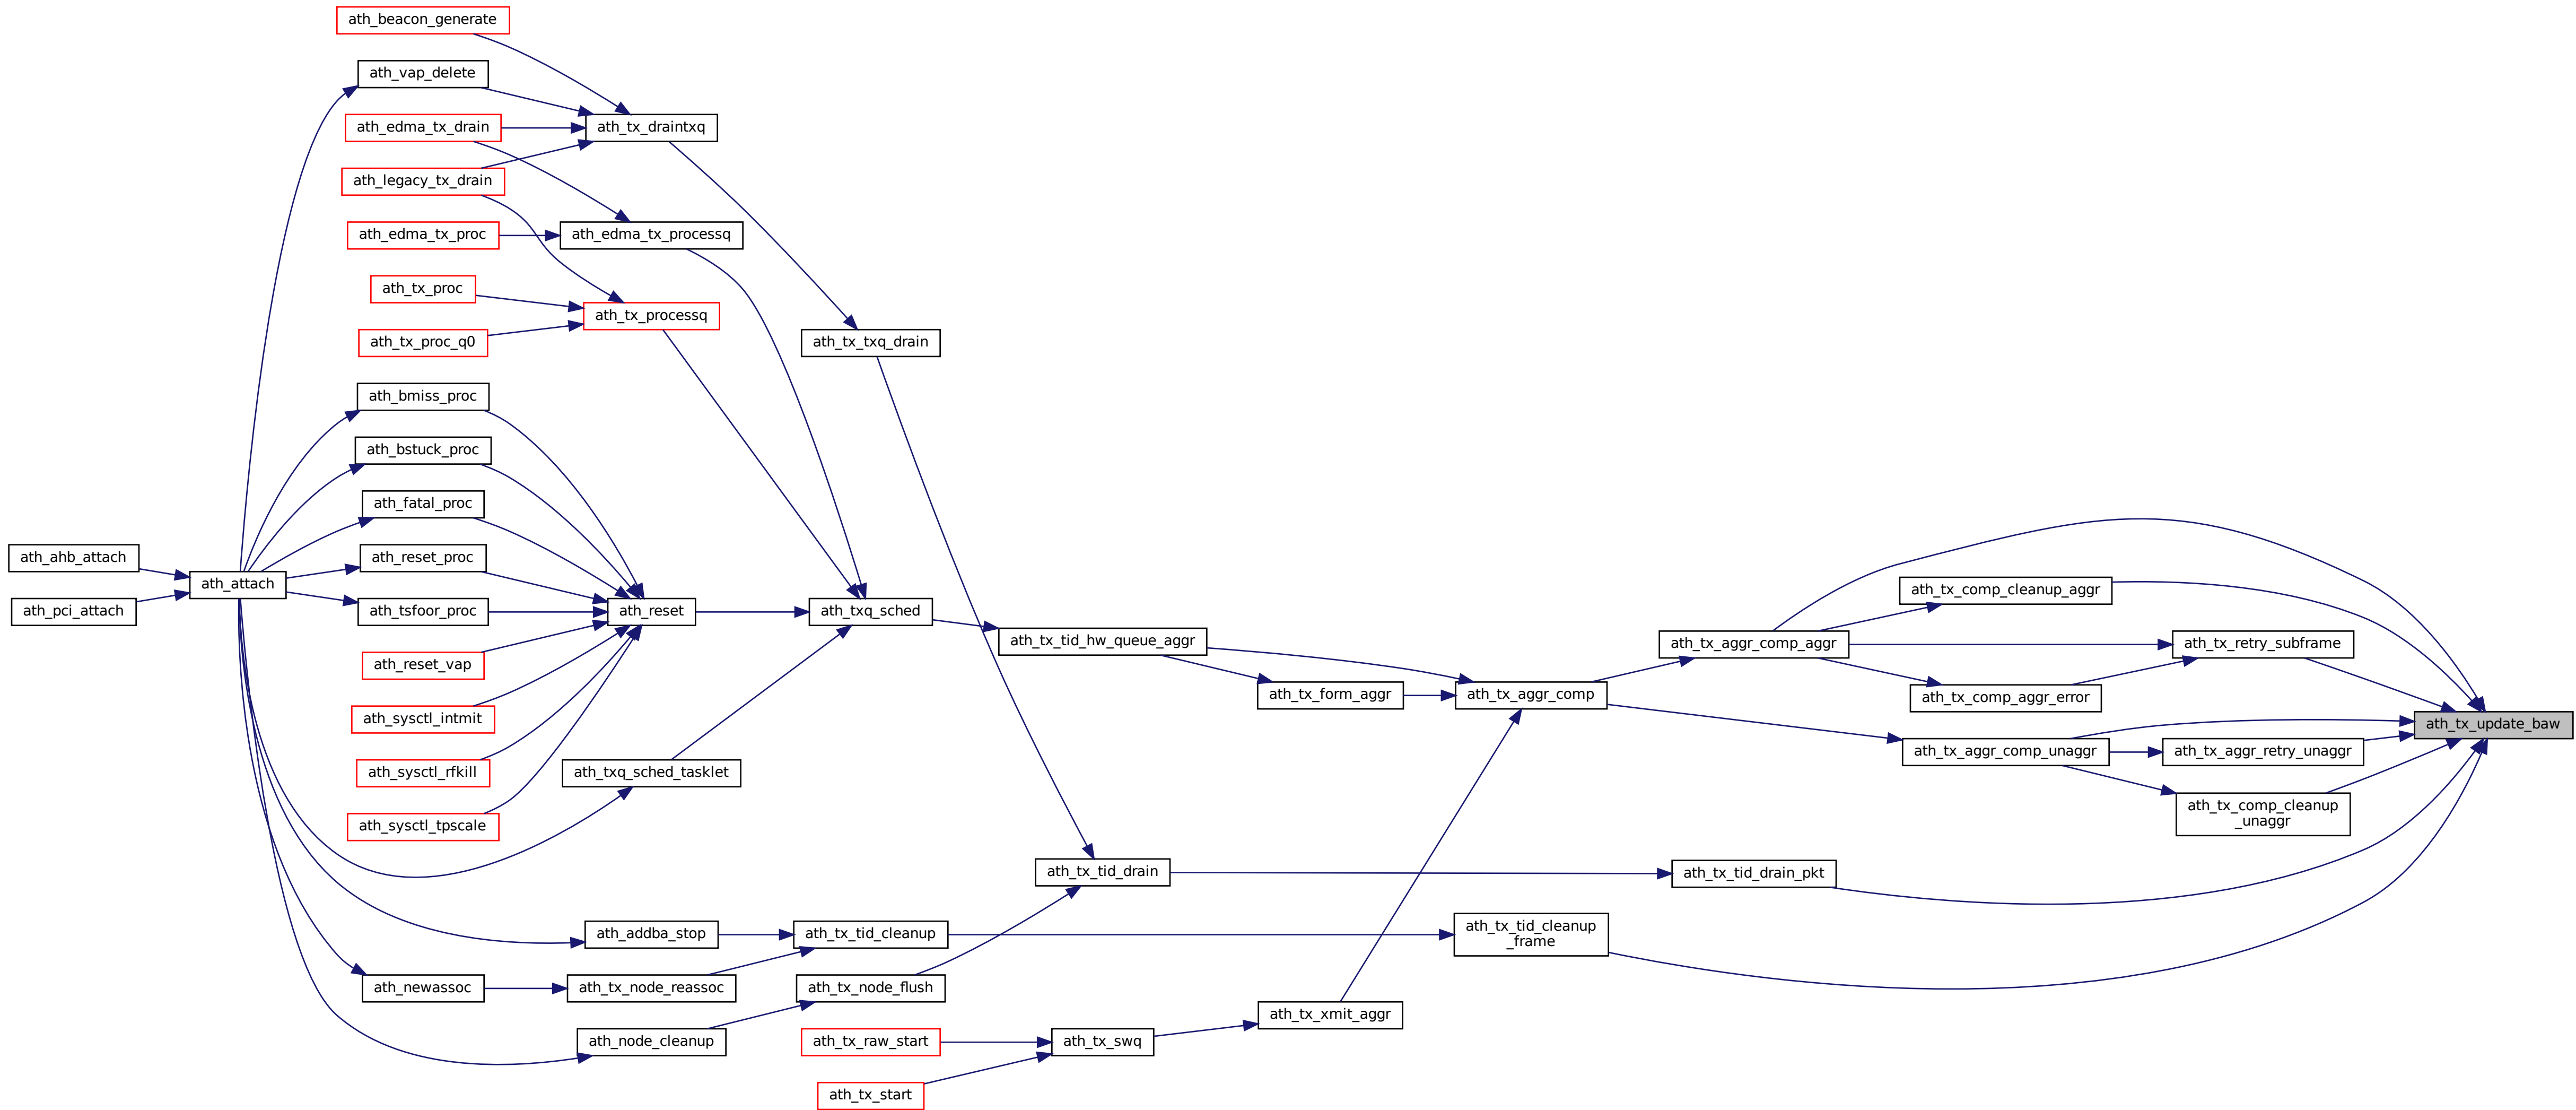 ath_beacon_generate
ath_vap_delete
ath_edma_tx_drain
ath_tx_draintxq
ath_legacy_tx_drain
ath_edma_tx_proc
ath_edma_tx_processq
ath_tx_proc
ath_tx_processq
ath_tx_proc_q0
ath_tx_txq_drain
ath_bmiss_proc
ath_bstuck_proc
ath_fatal_proc
ath_ahb_attach
ath_reset_proc
ath_attach
ath_pci_attach
ath_tsfoor_proc
ath_reset
ath_txq_sched
ath_reset_vap
ath_sysctl_intmit
ath_sysctl_rfkill
ath_txq_sched_tasklet
ath_sysctl_tpscale
ath_tx_tid_hw_queue_aggr
ath_tx_form_aggr
ath_tx_aggr_comp
ath_tx_aggr_comp_aggr
ath_tx_comp_cleanup_aggr
ath_tx_retry_subframe
ath_tx_comp_aggr_error
ath_tx_update_baw
ath_tx_aggr_comp_unaggr
ath_tx_aggr_retry_unaggr
ath_tx_comp_cleanup
_unaggr
ath_tx_tid_drain
ath_tx_tid_drain_pkt
ath_addba_stop
ath_tx_tid_cleanup
ath_tx_tid_cleanup
_frame
ath_newassoc
ath_tx_node_reassoc
ath_tx_node_flush
ath_node_cleanup
ath_tx_raw_start
ath_tx_swq
ath_tx_xmit_aggr
ath_tx_start